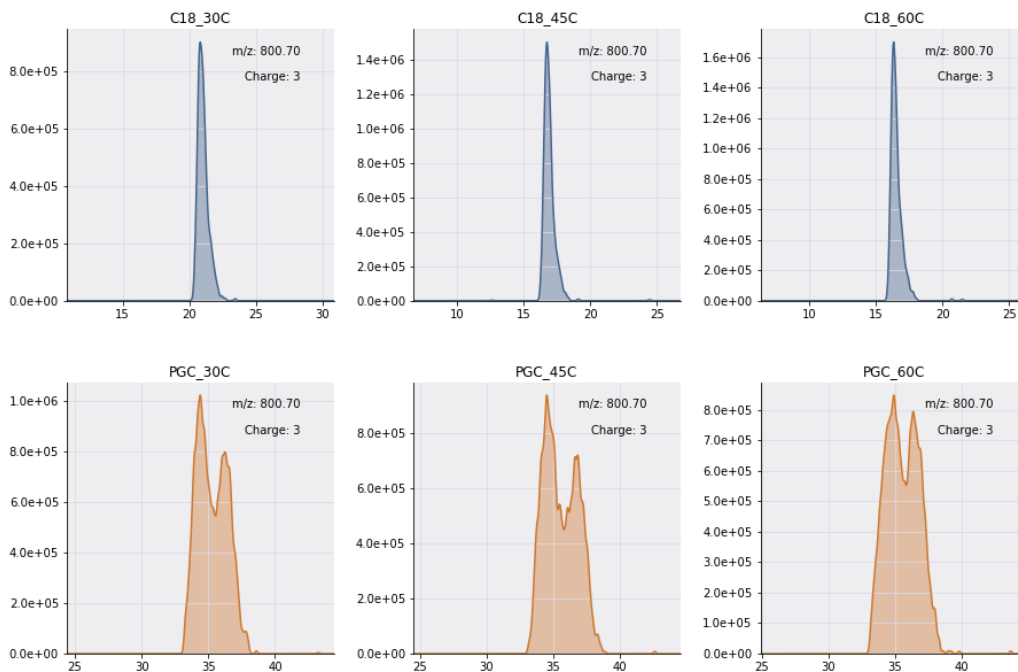 C18_30C
m/z: 800.70
Charge: 3
8.0e+05
6.0e+05
4.0e+05
2.0e+05
0.0e+00
15 20 25 30
C18_45C
m/z: 800.70
Charge: 3
1.4e+06
1.2e+06
1.0e+06
8.0e+05
6.0e+05
4.0e+05
2.0e+05
0.0e+00
10 15 20 25
C18_60C
m/z: 800.70
Charge: 3
1.6e+06
1.4e+06
1.2e+06
1.0e+06
8.0e+05
6.0e+05
4.0e+05
2.0e+05
0.0e+00
10 15 20 25
PGC_30C
m/z: 800.70
Charge: 3
1.0e+06
8.0e+05
6.0e+05
4.0e+05
2.0e+05
0.0e+00
25 30 35 40
PGC_45C
m/z: 800.70
Charge: 3
8.0e+05
6.0e+05
4.0e+05
2.0e+05
0.0e+00
25 30 35 40
PGC_60C
m/z: 800.70
Charge: 3
8.0e+05
7.0e+05
6.0e+05
5.0e+05
4.0e+05
3.0e+05
2.0e+05
1.0e+05
0.0e+00
25 30 35 40